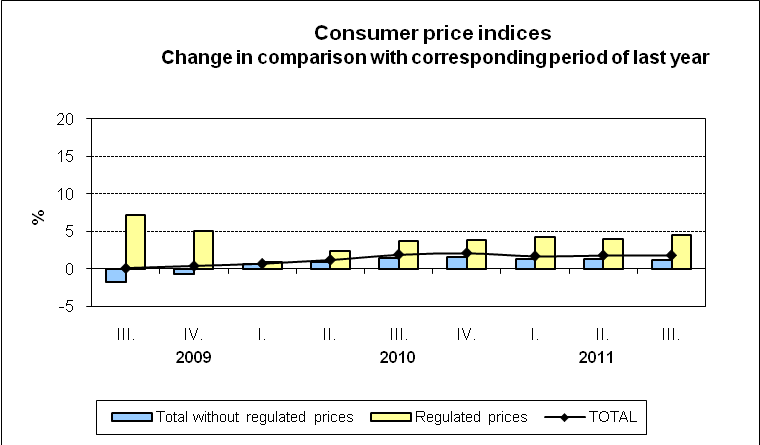 Consumer price indices
Change in comparison with corresponding period of last year
20
15
10
5
0
-5
%
III. IV. I. II. III. IV. I. II. III.
2009 2010 2011
Total without regulated prices Regulated prices TOTAL